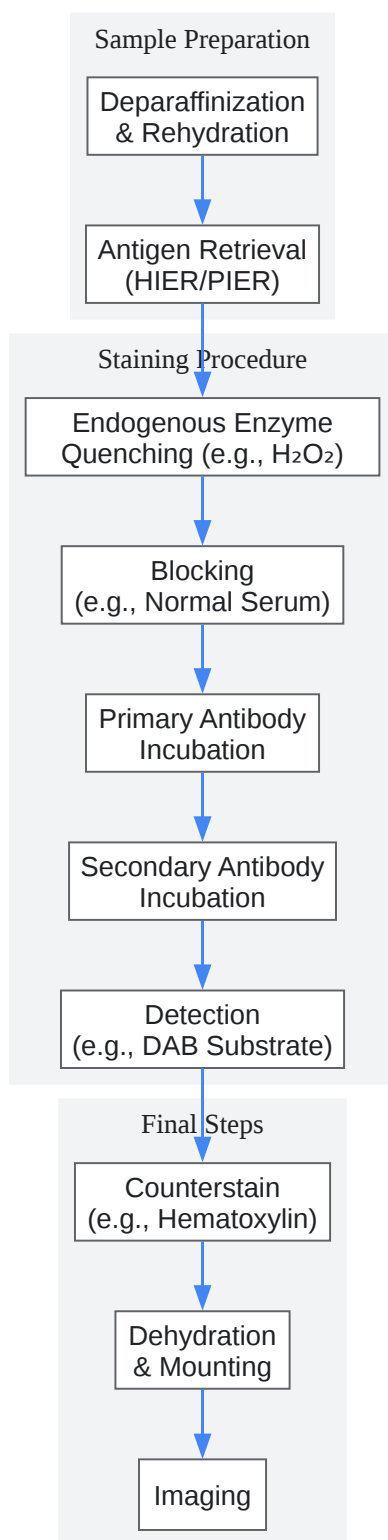 Sample Preparation
Deparaffinization
& Rehydration
Antigen Retrieval
(HIER/PIER)
Staining Procedure
Endogenous Enzyme
Quenching (e.g., H₂O₂)
Blocking
(e.g., Normal Serum)
Primary Antibody
Incubation
Secondary Antibody
Incubation
Detection
(e.g., DAB Substrate)
Final Steps
Counterstain
(e.g., Hematoxylin)
Dehydration
& Mounting
Imaging